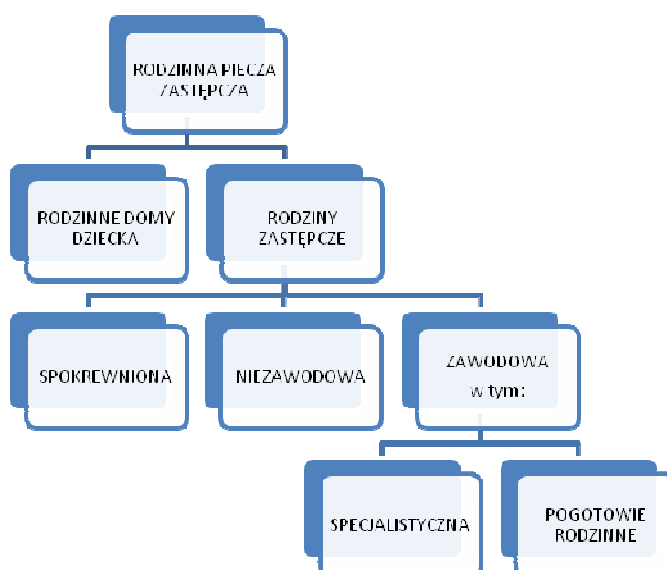 RODZINNA PIECZA
ZASTĘPCZA
RODZINNE DOMY
DZIECKA
RODZINY
ZASTĘPCZE
SPOKREWNIONA
NIEZAWODOWA
ZAWODOWA
w tym:
SPECJALISTYCZNA
POGOTOWIE
RODZINNE